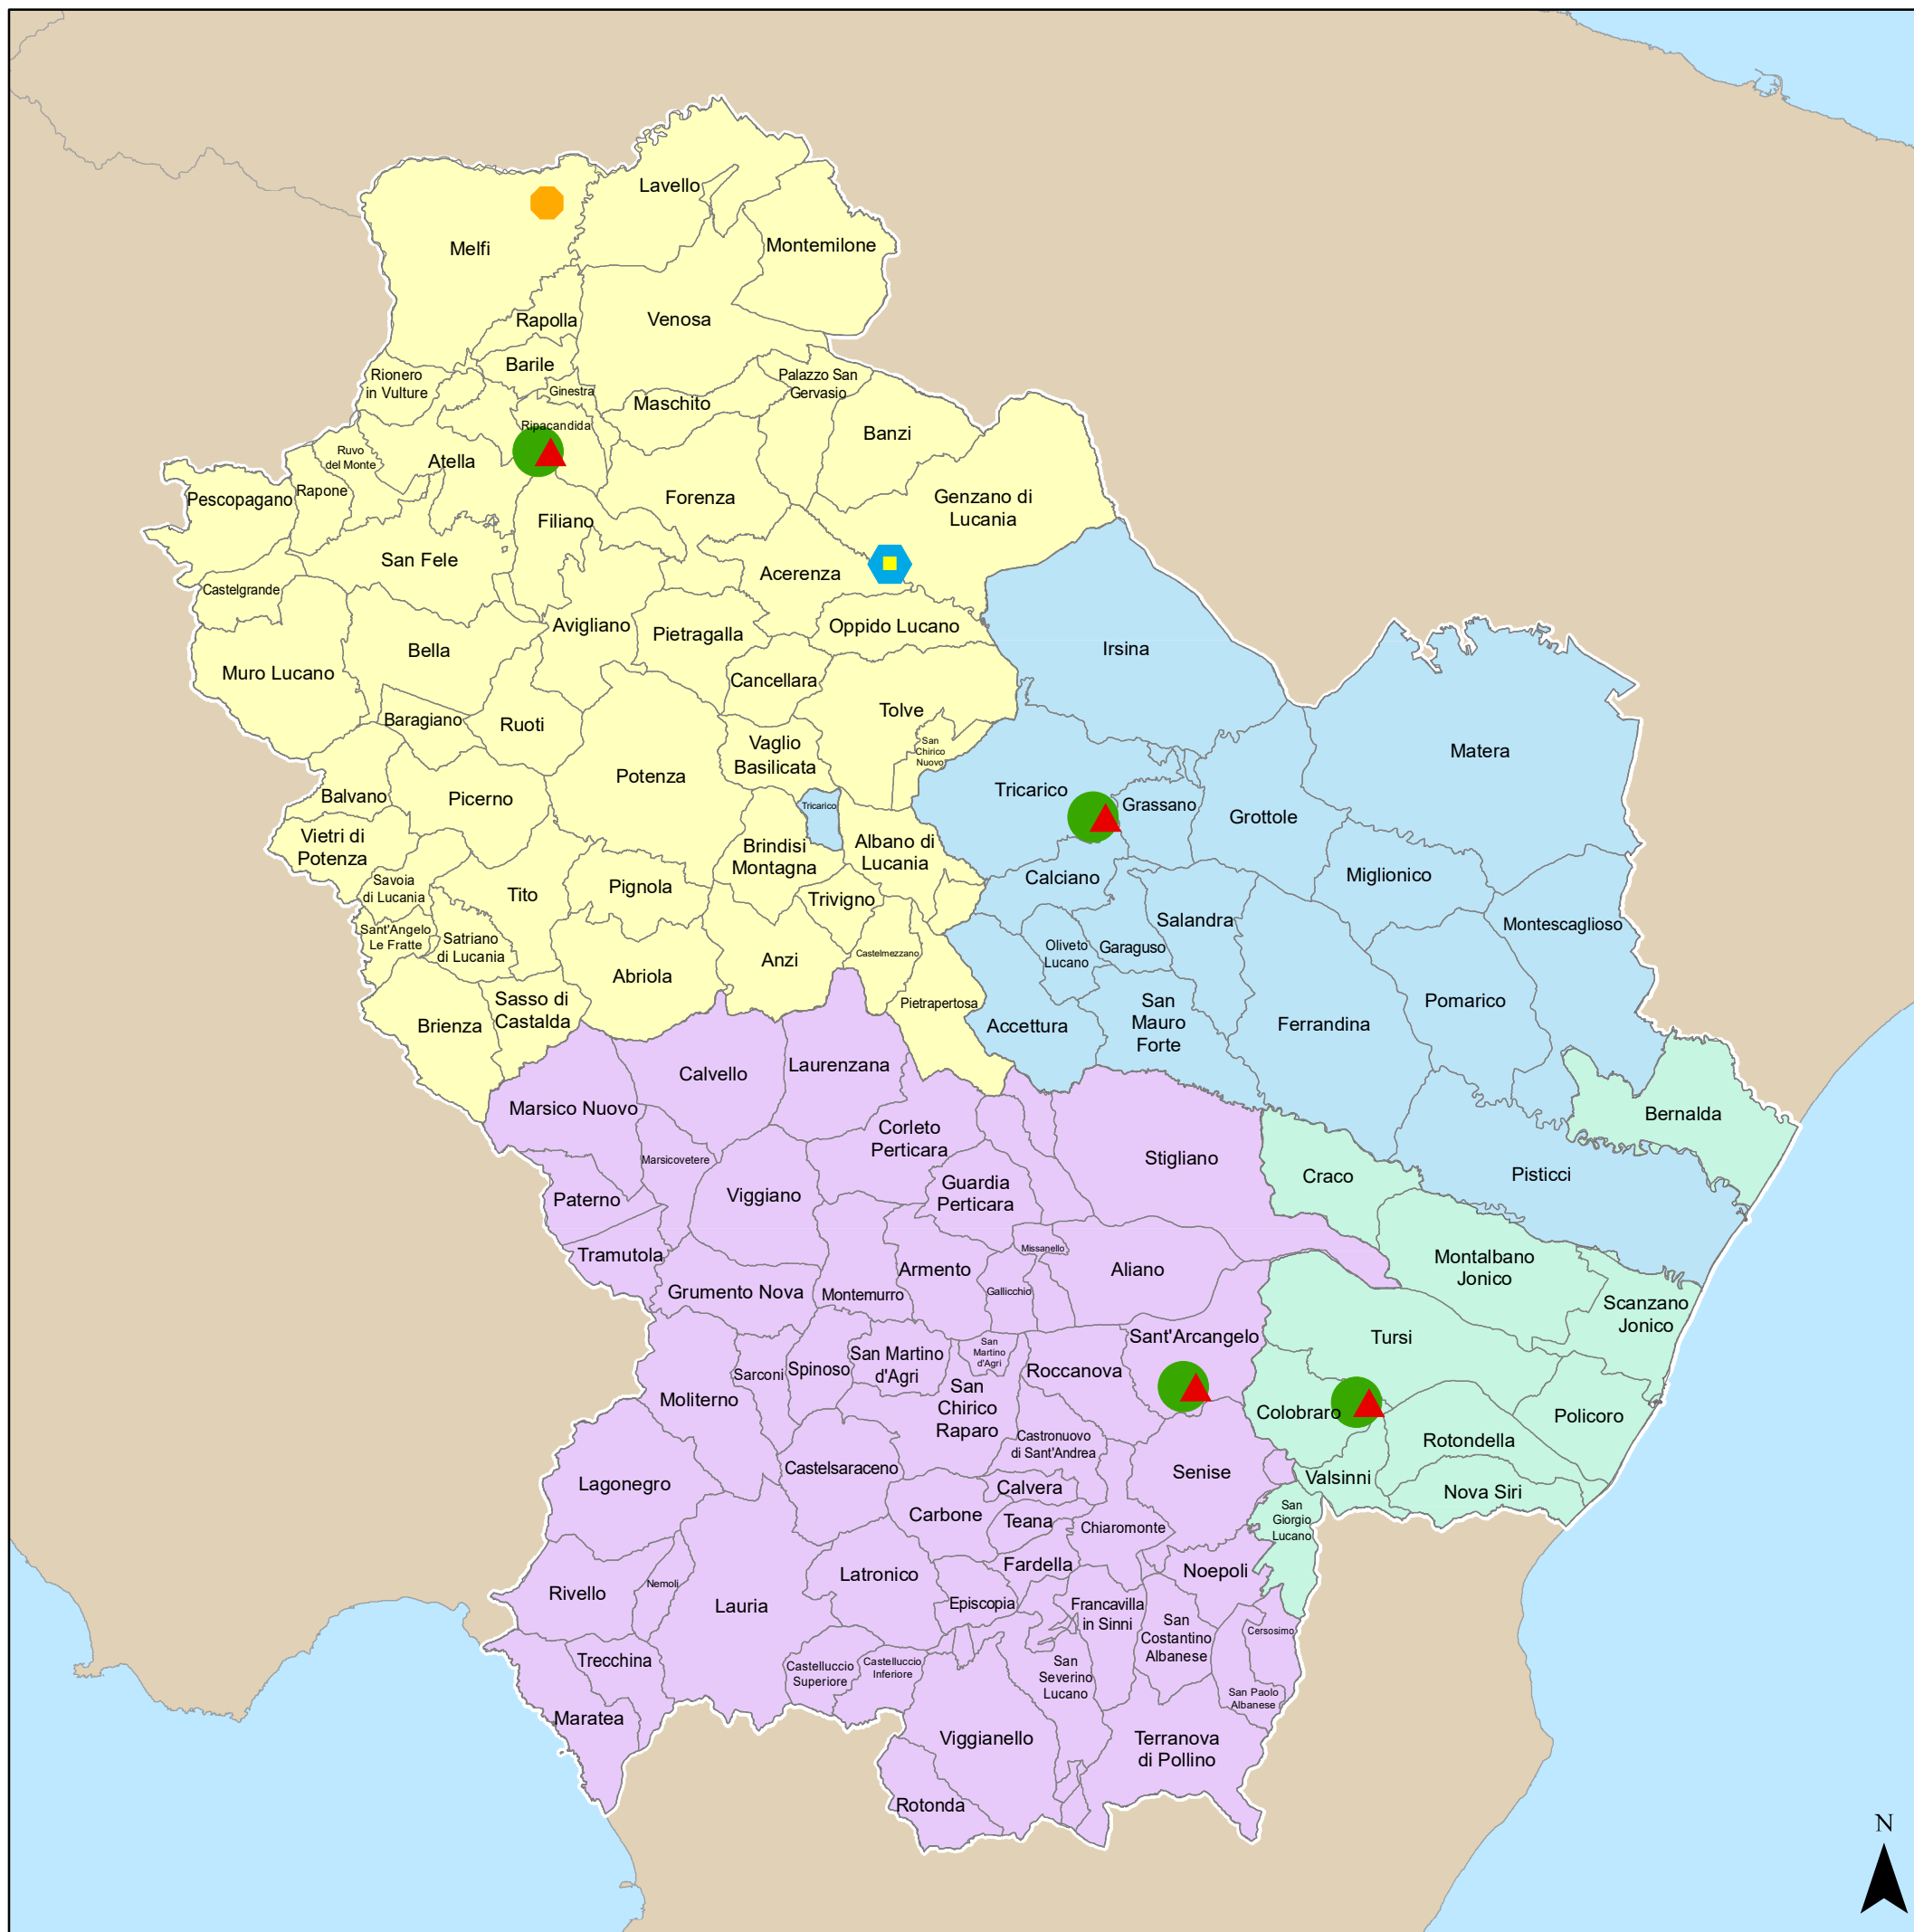 Lavello
Melfi
Montemilone
Rapolla
Venosa
Barile
Rionero
in Vulture
Ginestra
Palazzo San
Gervasio
Maschito
Ripacandida
Banzi
Ruvo
del Monte
Atella
Rapone
Pescopagano
Forenza
Genzano di
Lucania
Filiano
San Fele
Acerenza
Castelgrande
Avigliano
Pietragalla
Oppido Lucano
Bella
Muro Lucano
Cancellara
Irsina
Baragiano
Ruoti
Tolve
San
Chirico
Nuovo
Vaglio
Basilicata
Matera
Potenza
Tricarico
Balvano
Picerno
Tricarico
Grassano
Grottole
Vietri di
Potenza
Brindisi
Montagna
Albano di
Lucania
Savoia
di Lucania
Tito
Pignola
Trivigno
Calciano
Miglionico
Sant'Angelo
Le Fratte
Satriano
di Lucania
Salandra
Montescaglioso
Oliveto
Lucano
Garaguso
Abriola
Anzi
Castelmezzano
Pietrapertosa
Brienza
Sasso di
Castalda
Accettura
San
Mauro
Forte
Ferrandina
Pomarico
Calvello
Laurenzana
Marsico Nuovo
Bernalda
Corleto
Perticara
Marsicovetere
Stigliano
Craco
Pisticci
Paterno
Viggiano
Guardia
Perticara
Tramutola
Missanello
Armento
Aliano
Montalbano
Jonico
Grumento Nova
Montemurro
Gallicchio
Scanzano
Jonico
Sant'Arcangelo
Tursi
Sarconi
Spinoso
San Martino
d'Agri
San
Martino
d'Agri
Roccanova
Moliterno
San
Chirico
Raparo
Colobraro
Policoro
Castronuovo
di Sant'Andrea
Rotondella
Castelsaraceno
Senise
Valsinni
Lagonegro
Calvera
Nova Siri
Carbone
Teana
Chiaromonte
San
Giorgio
Lucano
Fardella
Latronico
Noepoli
Rivello
Nemoli
Lauria
Episcopia
Francavilla
in Sinni
San
Costantino
Albanese
Cersosimo
Trecchina
Castelluccio
Superiore
Castelluccio
Inferiore
San
Severino
Lucano
San Paolo
Albanese
Maratea
Viggianello
Terranova
di Pollino
Rotonda
N